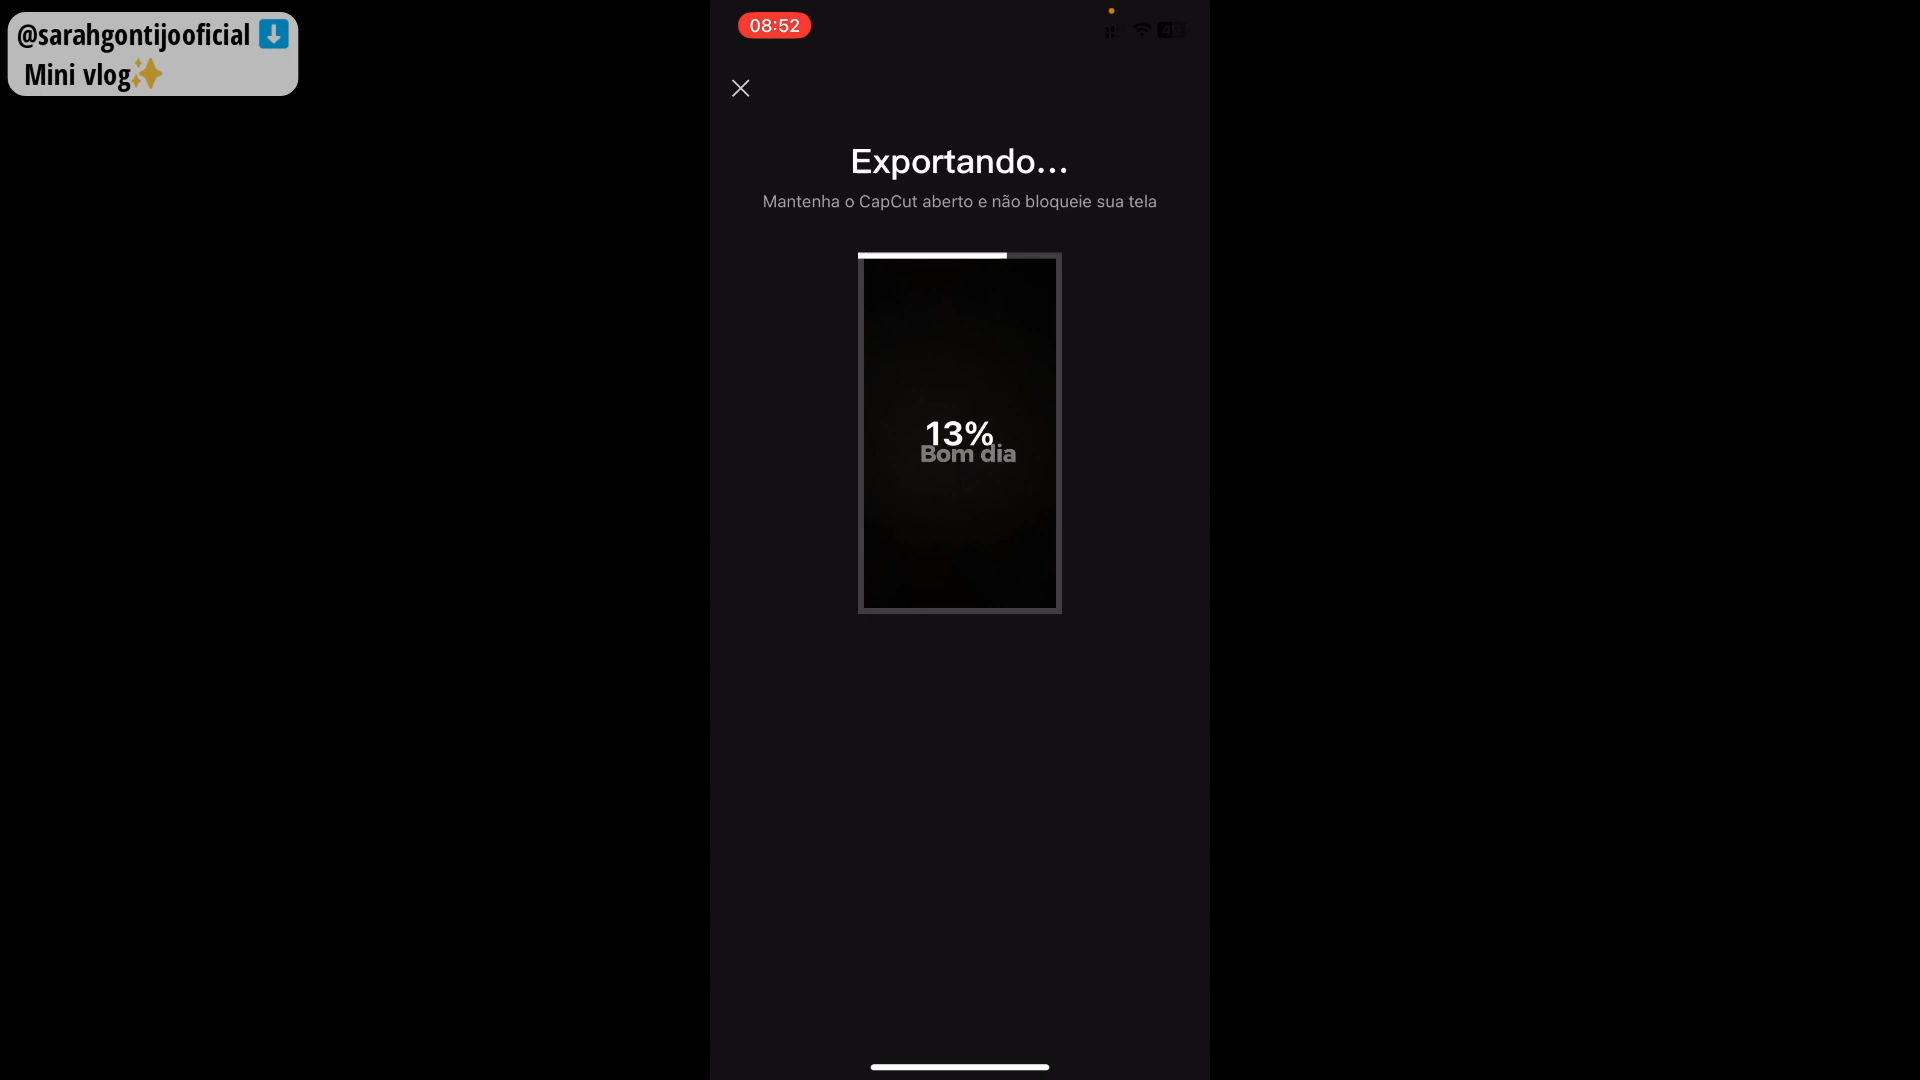 @sarahgontijooficial ⬇️
Mini vlog✨
08:52
Exportando...
Mantenha o CapCut aberto e não bloqueie sua tela
13%
Bom dia